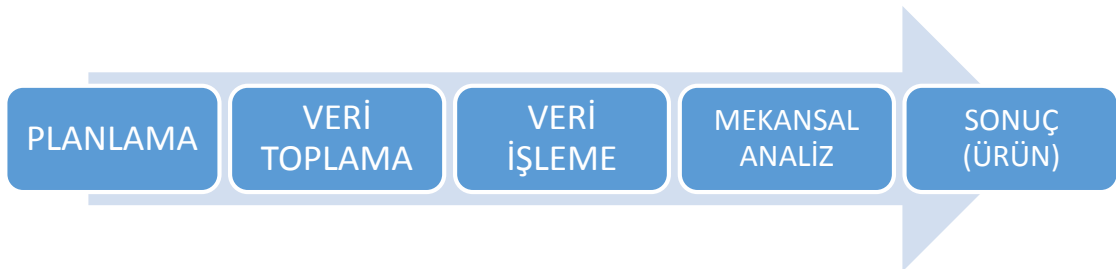 PLANLAMA
VERİ
TOPLAMA
VERİ
İŞLEME
MEKANSAL
ANALİZ
SONUÇ
(ÜRÜN)